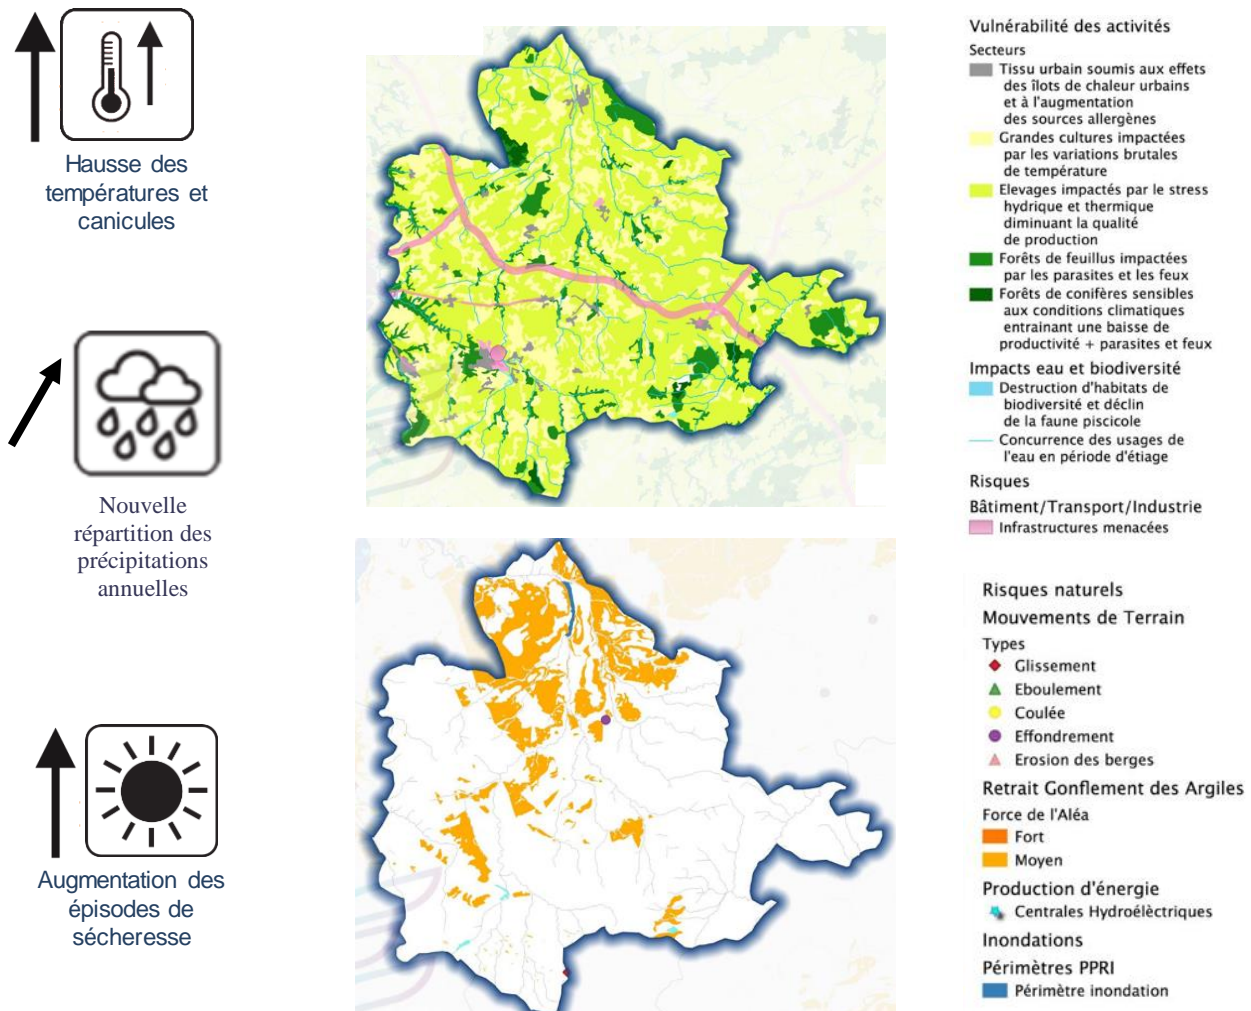 Hausse des
températures et
canicules
Nouvelle
répartition des
précipitations
annuelles
Augmentation des
épisodes de
sécheresse
Vulnérabilité des activités
Secteurs
Tissu urbain soumis aux effets
des îlots de chaleur urbains
et à l'augmentation
des sources allergènes
Grandes cultures impactées
par les variations brutales
de température
Elevages impactés par le stress
hydrique et thermique
diminuant la qualité
de production
Forêts de feuillus impactées
par les parasites et les feux
Forêts de conifères sensibles
aux conditions climatiques
entrainant une baisse de
productivité + parasites et feux
Impacts eau et biodiversité
Destruction d'habitats de
biodiversité et déclin
de la faune piscicole
Concurrence des usages de
l'eau en période d'étiage
Risques
Bâtiment/Transport/Industrie
Infrastructures menacées
Risques naturels
Mouvements de Terrain
Types
Glissement
Eboulement
Coulée
Effondrement
Erosion des berges
Retrait Gonflement des Argiles
Force de l'Aléa
Fort
Moyen
Production d'énergie
Centrales Hydroélèctriques
Inondations
Périmètres PPRI
Périmètre inondation